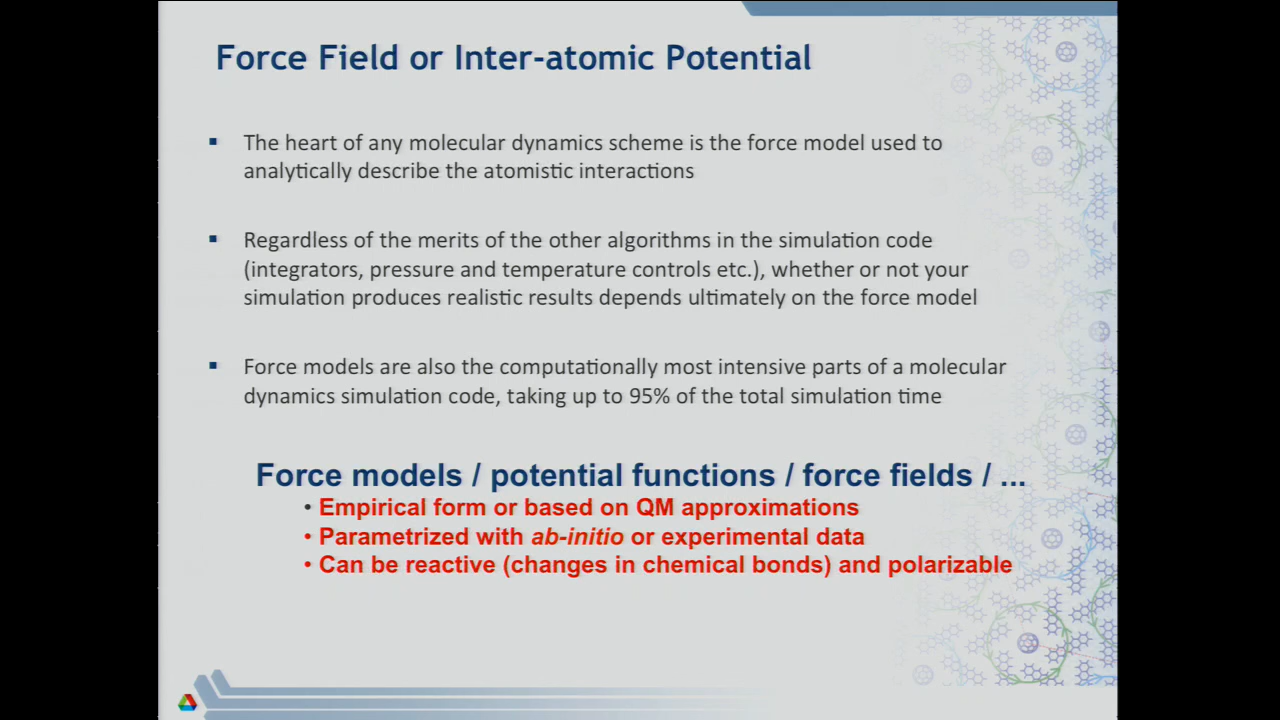 Force Field or Inter-atomic Potential
▪ The heart of any molecular dynamics scheme is the force model used to
analytically describe the atomistic interactions
▪ Regardless of the merits of the other algorithms in the simulation code
(integrators, pressure and temperature controls etc.), whether or not your
simulation produces realistic results depends ultimately on the force model
▪ Force models are also the computationally most intensive parts of a molecular
dynamics simulation code, taking up to 95% of the total simulation time
Force models / potential functions / force fields / ...
• Empirical form or based on QM approximations
• Parametrized with ab-initio or experimental data
• Can be reactive (changes in chemical bonds) and polarizable